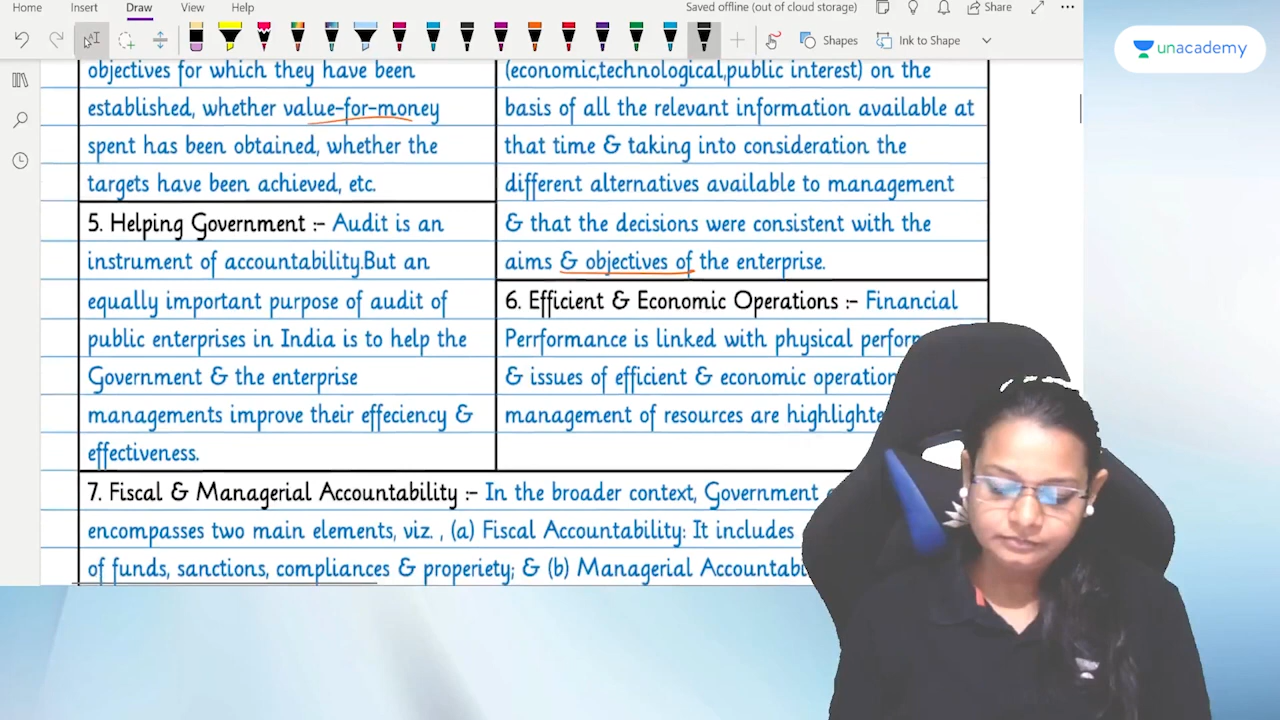 Home Insert Draw View Help Saved offline (out of cloud storage) Share
Shapes Ink to Shape
unacademy
objectives for which they have been
established, whether value-for-money
spent has been obtained, whether the
targets have been achieved, etc.
5. Helping Government :- Audit is an
instrument of accountability.But an
equally important purpose of audit of
public enterprises in India is to help the
Government & the enterprise
managements improve their effeciency &
effectiveness.
(economic,technological,public interest) on the
basis of all the relevant information available at
that time & taking into consideration the
different alternatives available to management
& that the decisions were consistent with the
aims & objectives of the enterprise.
6. Efficient & Economic Operations :- Financial
Perrformance is linked with physical perfor
& issues of efficient & economic operation
management of resources are highlighte
7. Fiscal & Managerial Accountability :- In the broader context, Government
encompasses two main elements, viz. , (a) Fiscal Accountability: It includes
of funds, sanctions, compliances & properiety; & (b) Managerial Accountabi